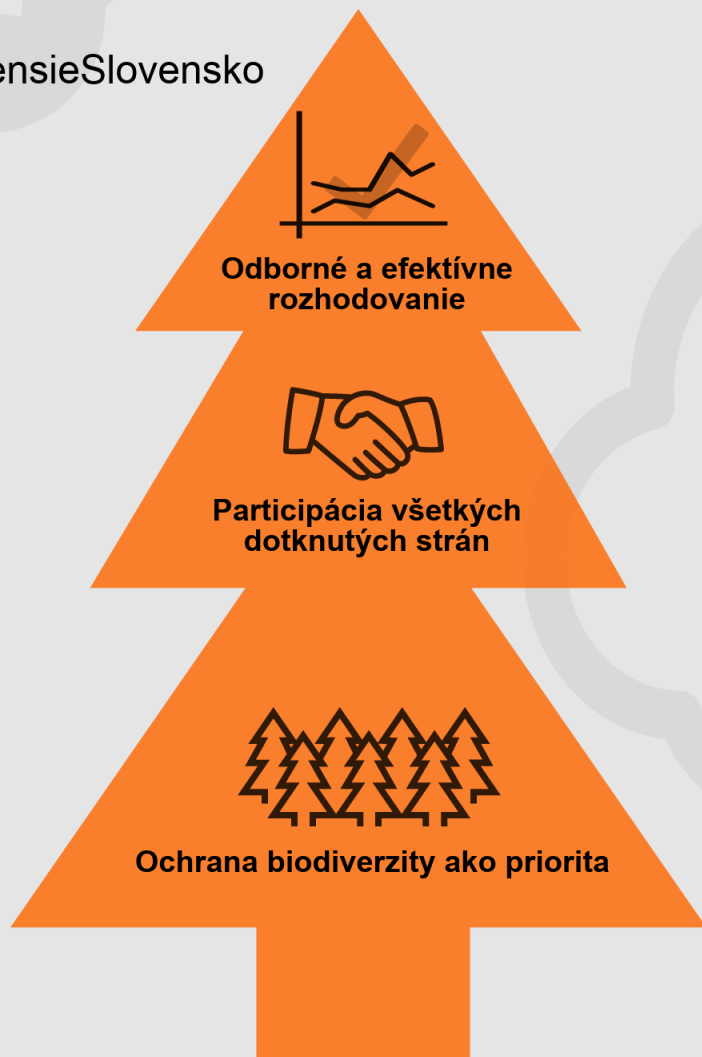 ensieSlovensko
Odborné a efektívne
rozhodovanie
Participácia všetkých
dotknutých strán
Ochrana biodiverzity ako priorita